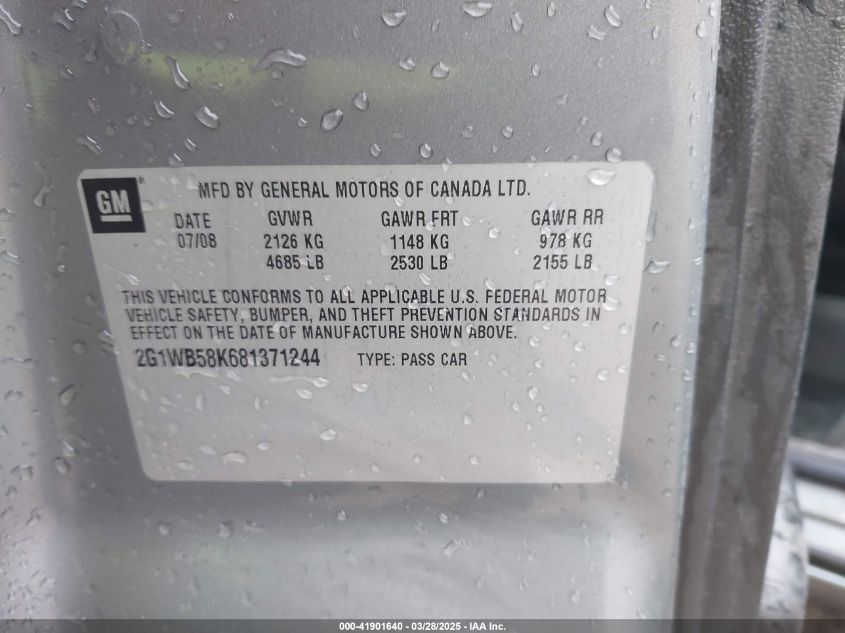 GM
MFD BY GENERAL MOTORS OF CANADA LTD.
DATE GVWR GAWR FRT GAWR RR
07/08 2126 KG 1148 KG 978 KG
4685 LB 2530 LB 2155 LB
THIS VEHICLE CONFORMS TO ALL APPLICABLE U.S. FEDERAL MOTOR
VEHICLE SAFETY, BUMPER, AND THEFT PREVENTION STANDARDS IN
EFFECT ON THE DATE OF MANUFACTURE SHOWN ABOVE.
2G1WB58K681371244 TYPE: PASS CAR
000-41901640 - 03/28/2025 - IAA Inc.